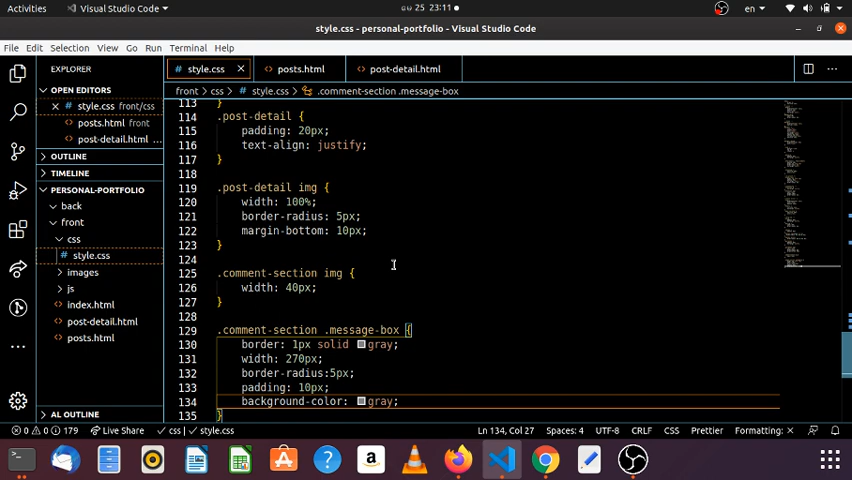 Activities
Visual Studio Code
25 23:11
en
style.css - personal-portfolio - Visual Studio Code
File Edit Selection View Go Run Terminal Help
EXPLORER
style.css
posts.html
post-detail.html
front > css > style.css > .comment-section .message-box
OPEN EDITORS
style.css front/css
posts.html front
post-detail.html ...
OUTLINE
TIMELINE
PERSONAL-PORTFOLIO
back
front
css
style.css
images
js
index.html
post-detail.html
posts.html
AL OUTLINE
113 }
114 .post-detail {
115 padding: 20px;
116 text-align: justify;
117 }
118
119 .post-detail img {
120 width: 100%;
121 border-radius: 5px;
122 margin-bottom: 10px;
123 }
124
125 .comment-section img {
126 width: 40px;
127 }
128
129 .comment-section .message-box {
130 border: 1px solid gray;
131 width: 270px;
132 border-radius:5px;
133 padding: 10px;
134 background-color: gray;
135 }
0 0 179 Live Share css style.css Ln 134, Col 27 Spaces: 4 UTF-8 CRLF CSS Prettier Formatting: